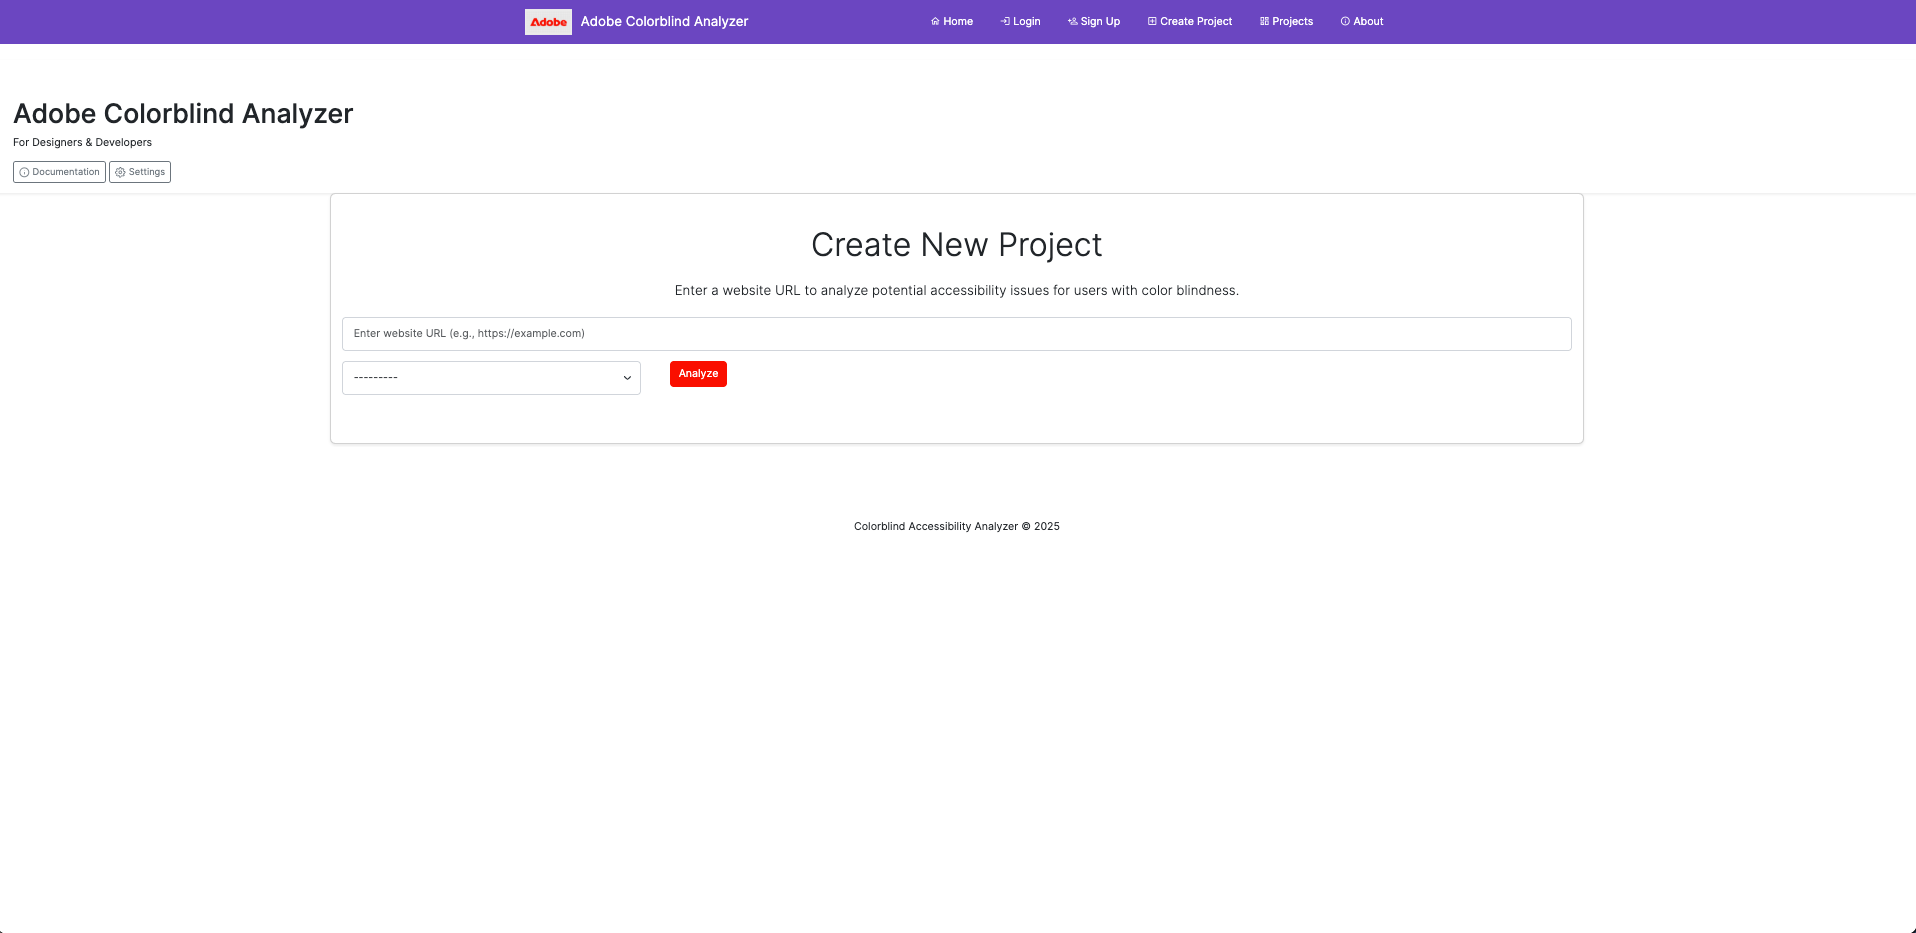 Adobe Adobe Colorblind Analyzer Home Login Sign Up Create Project Projects About
Adobe Colorblind Analyzer
For Designers & Developers
Documentation Settings
Create New Project
Enter a website URL to analyze potential accessibility issues for users with color blindness.
Enter website URL (e.g., https://example.com)
--------- Analyze
Colorblind Accessibility Analyzer © 2025